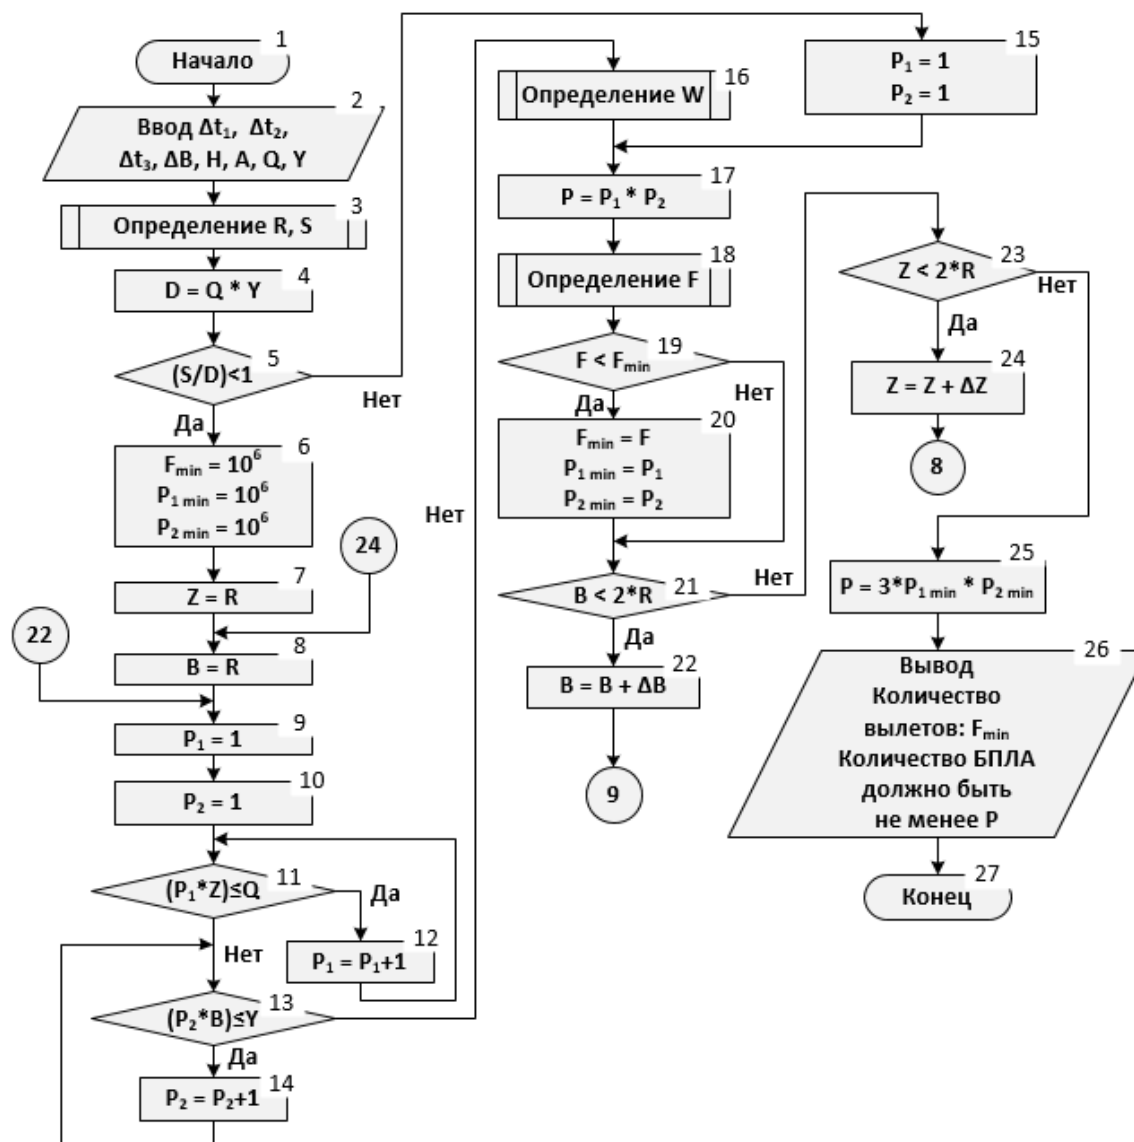 1
Начало
2
Ввод Δt₁, Δt₂,
Δt₃, ΔB, H, A, Q, Y
3
Определение R, S
4
D = Q * Y
5
(S/D)<1
Нет
Да
6
F min = 10⁶
P₁ min = 10⁶
P₂ min = 10⁶
24
7
Z = R
22
8
B = R
9
P₁ = 1
10
P₂ = 1
11
(P₁*Z)≤Q
Да
Нет
12
P₁ = P₁+1
13
(P₂*B)≤Y
Нет
Да
14
P₂ = P₂+1
15
P₁ = 1
P₂ = 1
16
Определение W
17
P = P₁ * P₂
18
Определение F
19
F < F min
Нет
Да
20
F min = F
P₁ min = P₁
P₂ min = P₂
21
B < 2*R
Нет
Да
22
B = B + ΔB
9
23
Z < 2*R
Нет
Да
24
Z = Z + ΔZ
8
25
P = 3*P₁ min * P₂ min
26
Вывод
Количество
вылетов: F min
Количество БПЛА
должно быть
не менее P
27
Конец